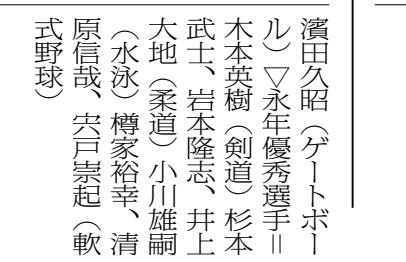 濱田久昭（ゲートボー
ル）▽永年優秀選手＝
木本英樹（剣道）杉本
武士、岩本隆志、井上
大地（柔道）小川雄嗣
（水泳）樽家裕幸、清
原信哉、宍戸崇起（軟
式野球）